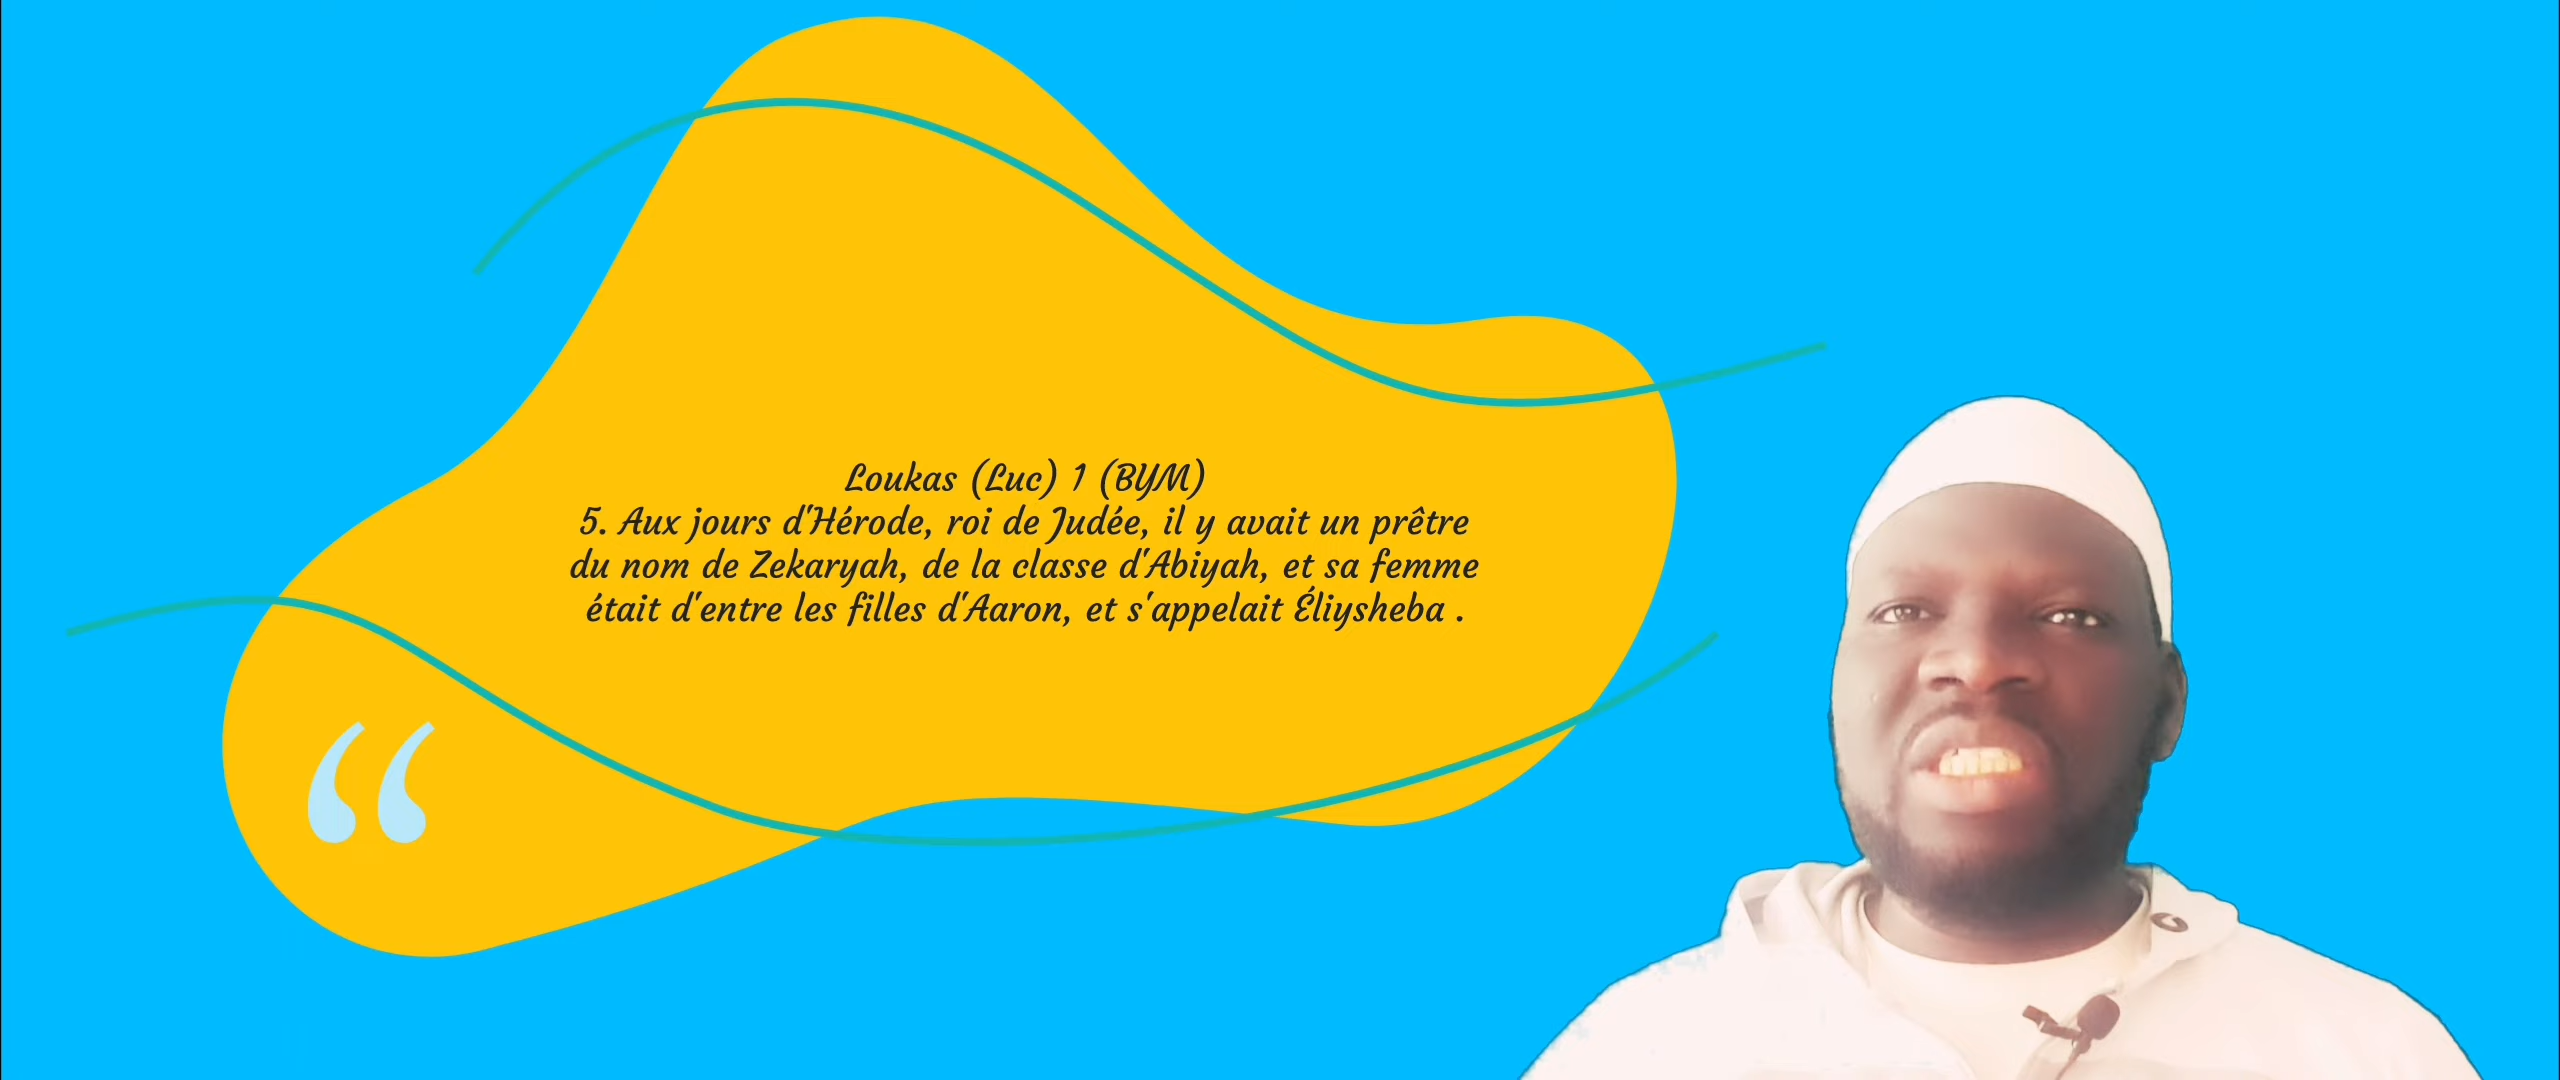 Loukas (Luc) 1 (BYM)
5. Aux jours d'Hérode, roi de Judée, il y avait un prêtre
du nom de Zekaryah, de la classe d'Abiyah, et sa femme
était d'entre les filles d'Aaron, et s'appelait Éliysheba .
“